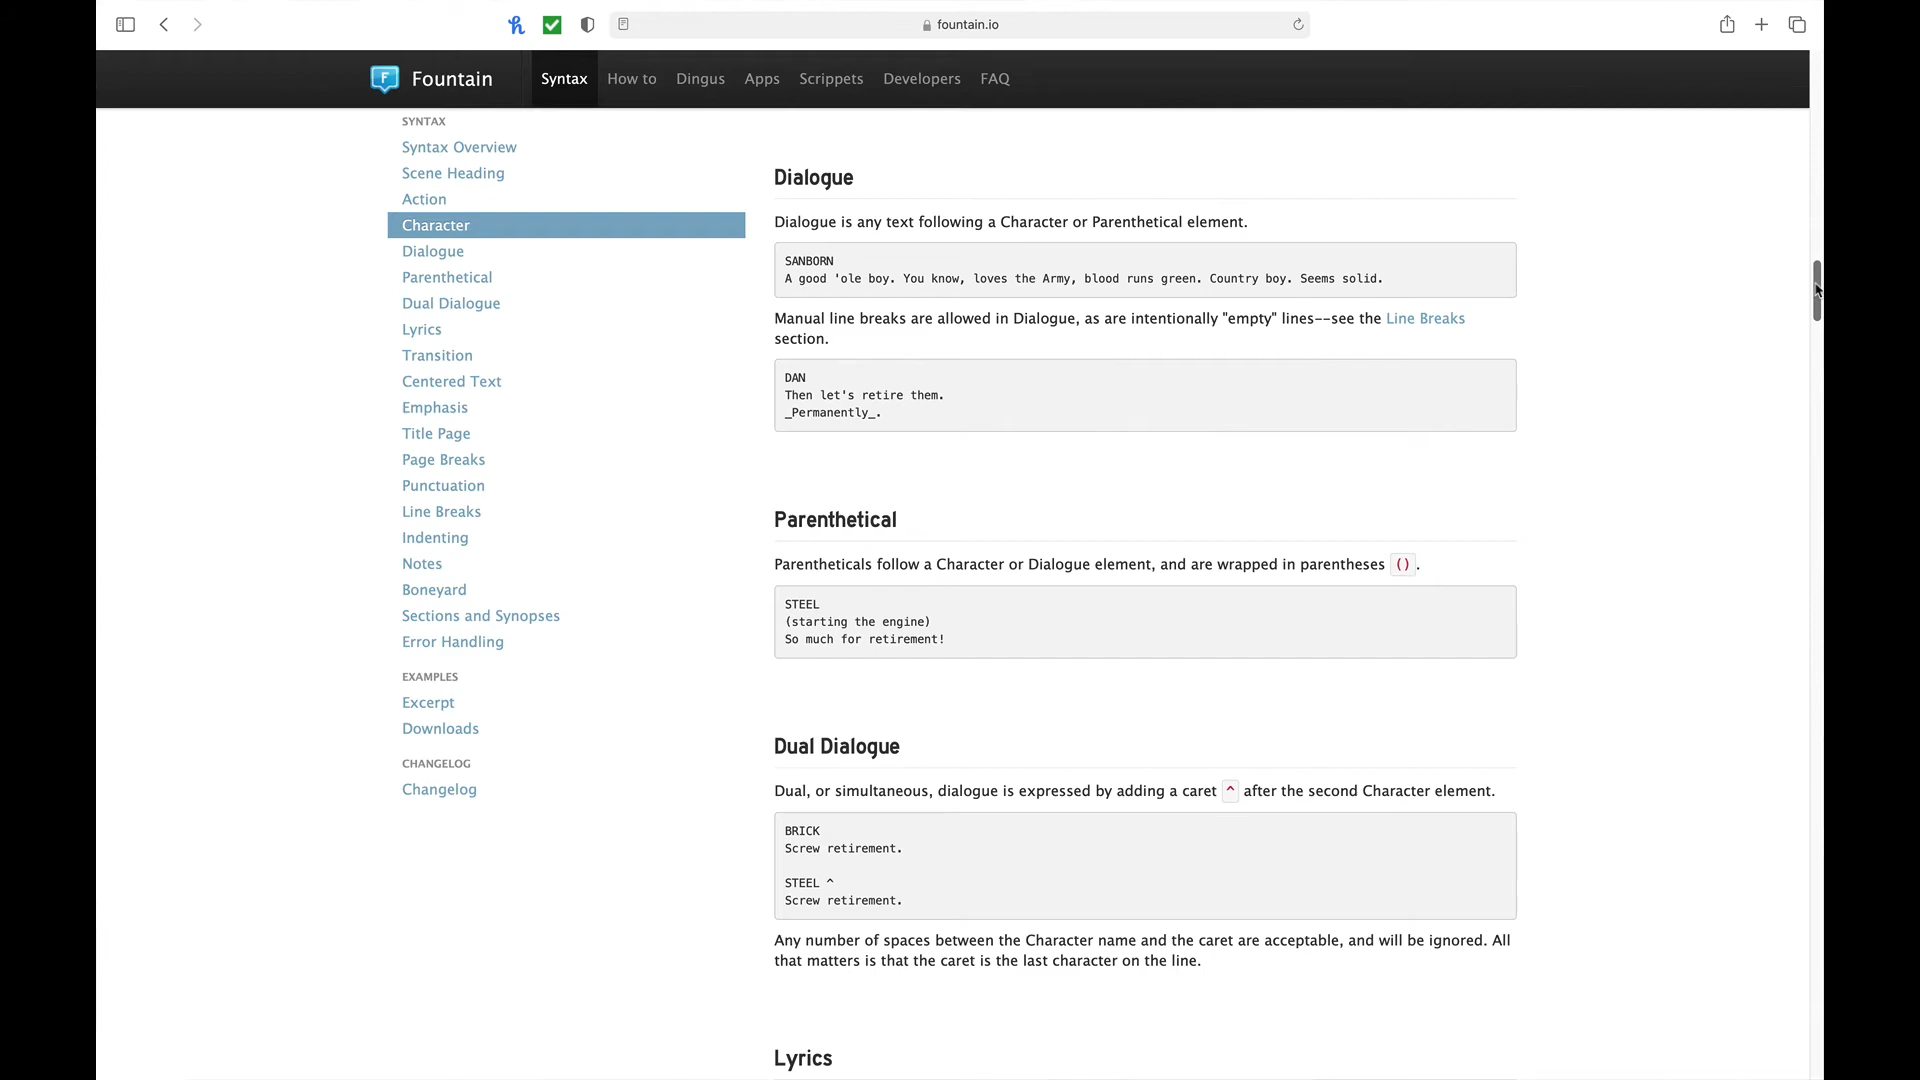 fountain.io
Fountain
Syntax
How to
Dingus
Apps
Scrippets
Developers
FAQ
SYNTAX
Syntax Overview
Scene Heading
Action
Character
Dialogue
Parenthetical
Dual Dialogue
Lyrics
Transition
Centered Text
Emphasis
Title Page
Page Breaks
Punctuation
Line Breaks
Indenting
Notes
Boneyard
Sections and Synopses
Error Handling
EXAMPLES
Excerpt
Downloads
CHANGELOG
Changelog
Dialogue
Dialogue is any text following a Character or Parenthetical element.
SANBORN
A good 'ole boy. You know, loves the Army, blood runs green. Country boy. Seems solid.
Manual line breaks are allowed in Dialogue, as are intentionally "empty" lines--see the Line Breaks
section.
DAN
Then let's retire them.
_Permanently_.
Parenthetical
Parentheticals follow a Character or Dialogue element, and are wrapped in parentheses ().
STEEL
(starting the engine)
So much for retirement!
Dual Dialogue
Dual, or simultaneous, dialogue is expressed by adding a caret ^ after the second Character element.
BRICK
Screw retirement.
STEEL ^
Screw retirement.
Any number of spaces between the Character name and the caret are acceptable, and will be ignored. All
that matters is that the caret is the last character on the line.
Lyrics